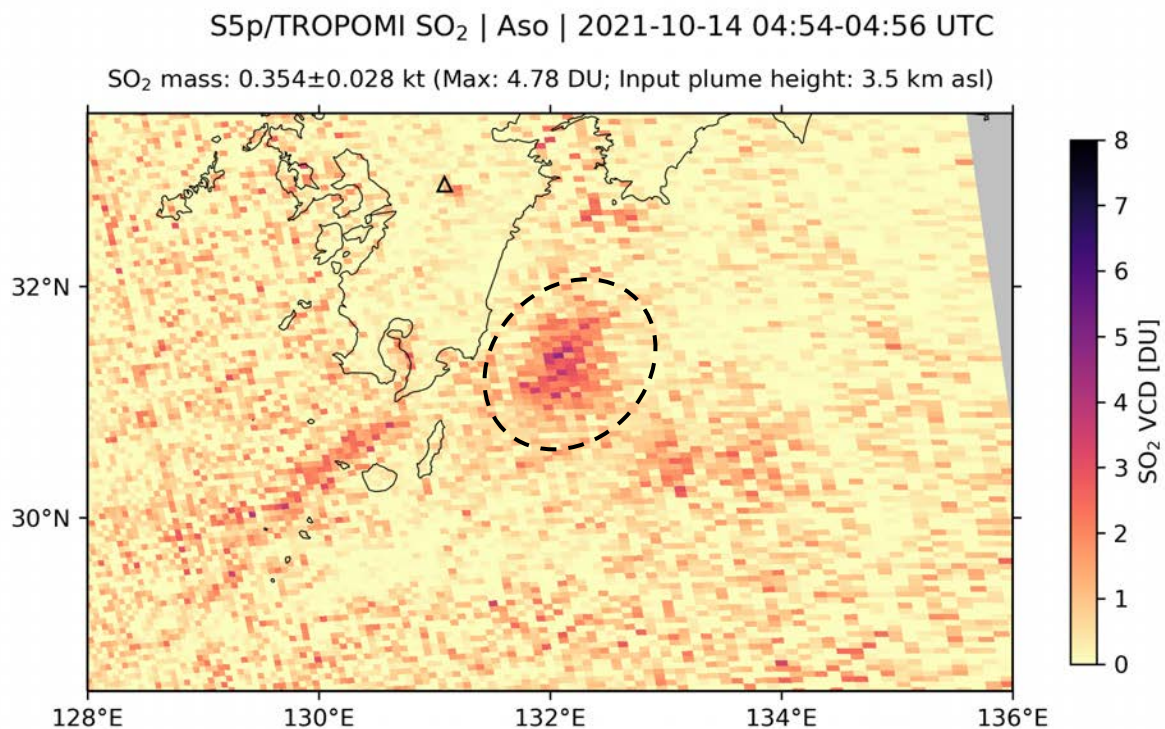 S5p/TROPOMI SO₂ | Aso | 2021-10-14 04:54-04:56 UTC
SO₂ mass: 0.354±0.028 kt (Max: 4.78 DU; Input plume height: 3.5 km asl)
8
7
6
5
4
3
2
1
0
SO₂ VCD [DU]
32°N
30°N
128°E
130°E
132°E
134°E
136°E